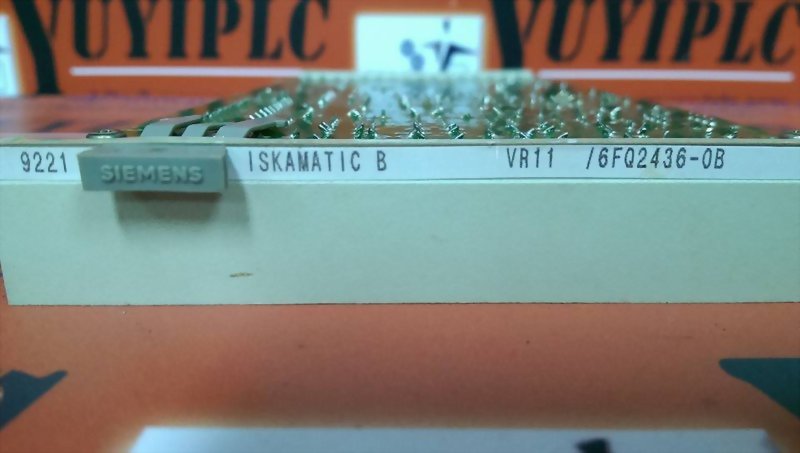 YUYIPLC YUYIPLC
9221 SIEMENS ISKAMATIC B VR11 /6FQ2436-0B